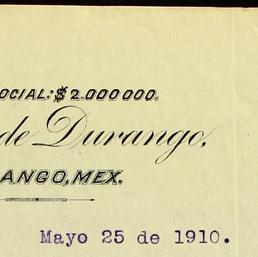 OCIAL: $2.000000.
de Durango,
ANGO, MEX.
Mayo 25 de 1910.